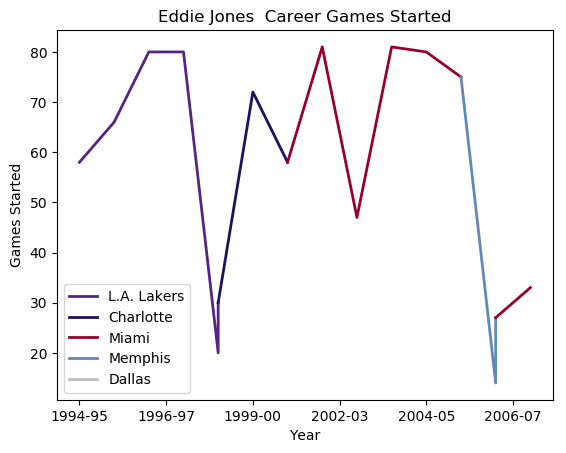 Eddie Jones  Career Games Started
Games Started
80
70
60
50
40
30
20
L.A. Lakers
Charlotte
Miami
Memphis
Dallas
1994-95 1996-97 1999-00 2002-03 2004-05 2006-07
Year